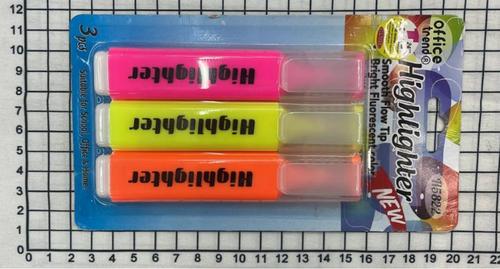 office
trend®
Highlighter
Smooth Flow Tip
Bright Fluorescent color
NEW
115822
3 pcs
Suitable for School, Office & Home
Highlighter
Highlighter
Highlighter
12
11
10
9
8
7
6
5
4
3
2
1
0 1 2 3 4 5 6 7 8 9 10 11 12 13 14 15 16 17 18 19 20 21 22